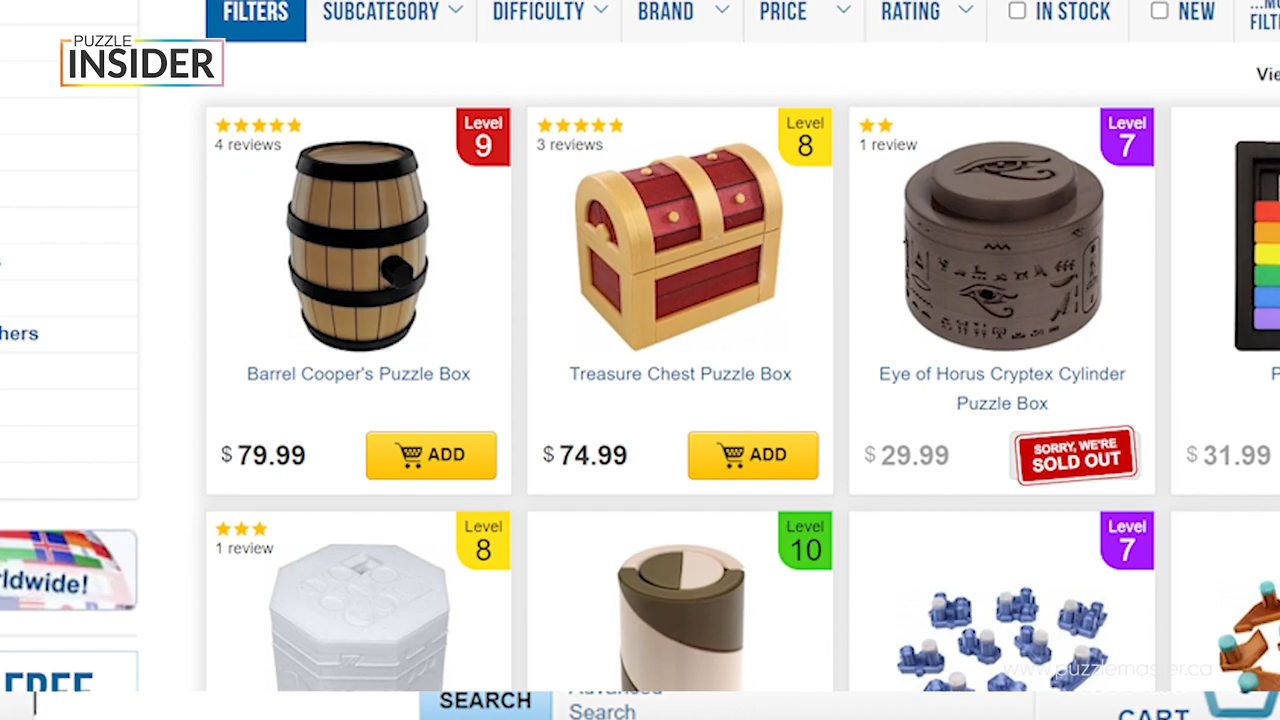 FILTERS
SUBCATEGORY
DIFFICULTY
BRAND
PRICE
RATING
IN STOCK
NEW
PUZZLE
INSIDER
4 reviews
Level
9
3 reviews
Level
8
1 review
Level
7
hers
Barrel Cooper's Puzzle Box
Treasure Chest Puzzle Box
Eye of Horus Cryptex Cylinder
Puzzle Box
$ 79.99
ADD
$ 74.99
ADD
$ 29.99
SORRY, WE'RE
SOLD OUT
$ 31.99
1 review
Level
8
Level
10
Level
7
rldwide!
FREE
www.puzzlemaster.ca
SEARCH
Advanced
Search
CART